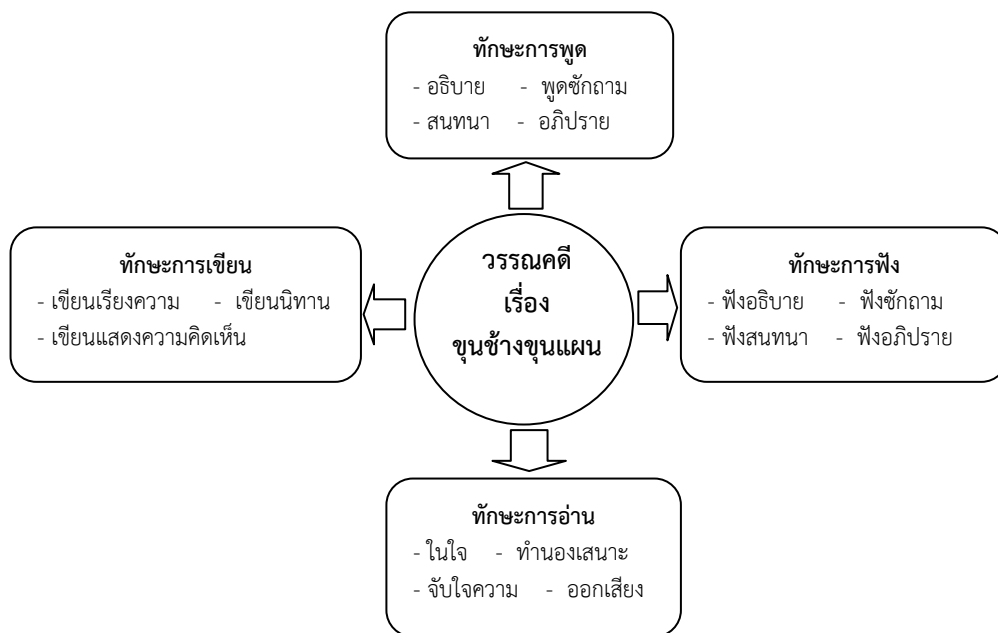 ทักษะการพูด
- อธิบาย - พูดซักถาม
- สนทนา - อภิปราย
ทักษะการเขียน
- เขียนเรียงความ - เขียนนิทาน
- เขียนแสดงความคิดเห็น
วรรณคดี
เรื่อง
ขุนช้างขุนแผน
ทักษะการฟัง
- ฟังอธิบาย - ฟังซักถาม
- ฟังสนทนา - ฟังอภิปราย
ทักษะการอ่าน
- ในใจ - ทำนองเสนาะ
- จับใจความ - ออกเสียง